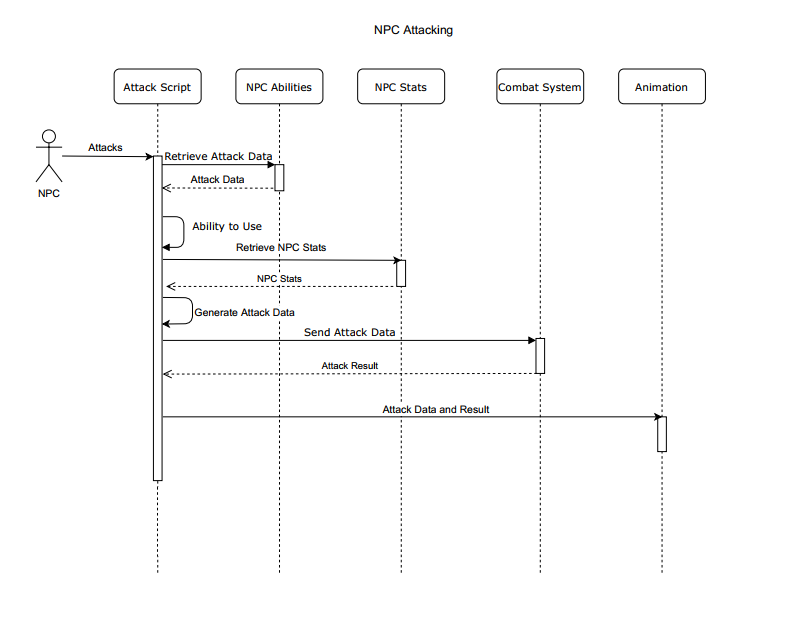 NPC Attacking
Attack Script
NPC Abilities
NPC Stats
Combat System
Animation
Attacks
NPC
Retrieve Attack Data
Attack Data
Ability to Use
Retrieve NPC Stats
NPC Stats
Generate Attack Data
Send Attack Data
Attack Result
Attack Data and Result